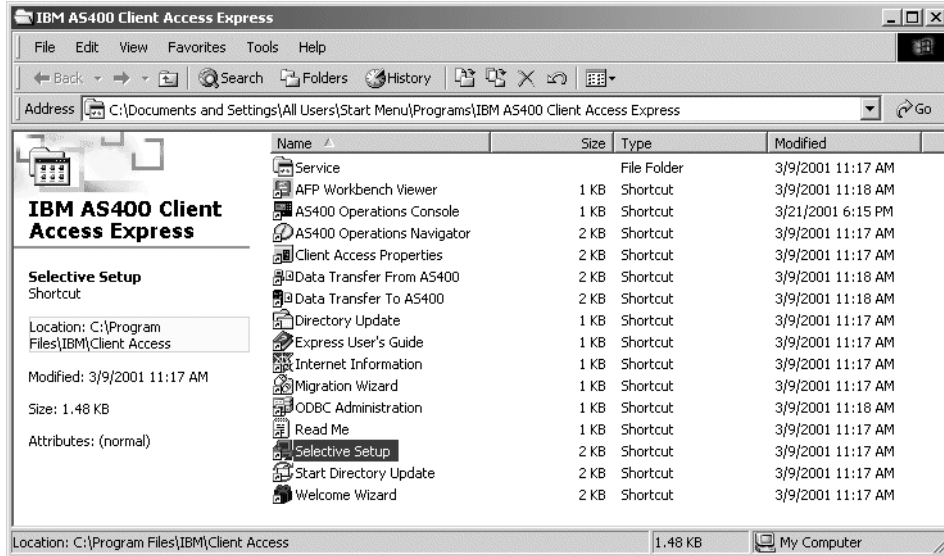 IBM AS400 Client Access Express
File Edit View Favorites Tools Help
Back Search Folders History
Address C:\Documents and Settings\All Users\Start Menu\Programs\IBM AS400 Client Access Express Go
IBM AS400 Client
Access Express
Selective Setup
Shortcut
Location: C:\Program
Files\IBM\Client Access
Modified: 3/9/2001 11:17 AM
Size: 1.48 KB
Attributes: (normal)
Name Size Type Modified
Service File Folder 3/9/2001 11:17 AM
AFP Workbench Viewer 1 KB Shortcut 3/9/2001 11:18 AM
AS400 Operations Console 1 KB Shortcut 3/21/2001 6:15 PM
AS400 Operations Navigator 2 KB Shortcut 3/9/2001 11:17 AM
Client Access Properties 2 KB Shortcut 3/9/2001 11:17 AM
Data Transfer From AS400 2 KB Shortcut 3/9/2001 11:18 AM
Data Transfer To AS400 2 KB Shortcut 3/9/2001 11:18 AM
Directory Update 1 KB Shortcut 3/9/2001 11:17 AM
Express User's Guide 1 KB Shortcut 3/9/2001 11:17 AM
Internet Information 1 KB Shortcut 3/9/2001 11:17 AM
Migration Wizard 1 KB Shortcut 3/9/2001 11:17 AM
ODBC Administration 1 KB Shortcut 3/9/2001 11:18 AM
Read Me 1 KB Shortcut 3/9/2001 11:17 AM
Selective Setup 2 KB Shortcut 3/9/2001 11:17 AM
Start Directory Update 2 KB Shortcut 3/9/2001 11:17 AM
Welcome Wizard 2 KB Shortcut 3/9/2001 11:17 AM
Location: C:\Program Files\IBM\Client Access 1.48 KB My Computer